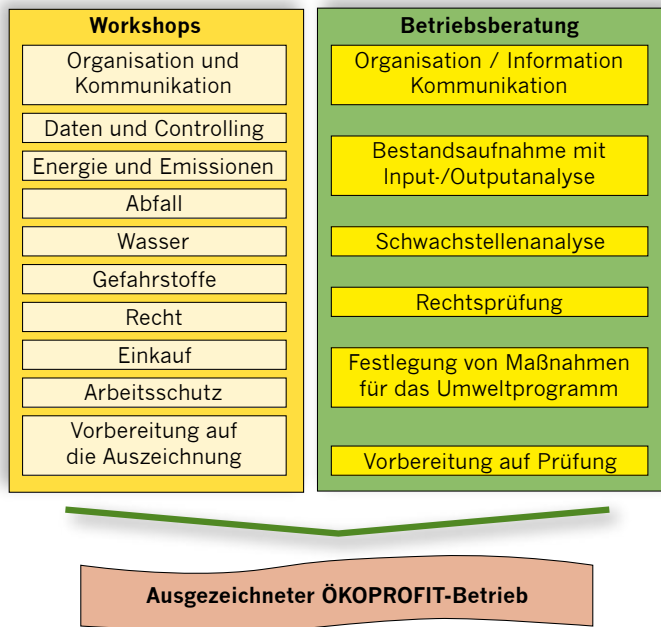 Workshops
Organisation und
Kommunikation
Daten und Controlling
Energie und Emissionen
Abfall
Wasser
Gefahrstoffe
Recht
Einkauf
Arbeitsschutz
Vorbereitung auf
die Auszeichnung
Betriebsberatung
Organisation / Information
Kommunikation
Bestandsaufnahme mit
Input-/Outputanalyse
Schwachstellenanalyse
Rechtsprüfung
Festlegung von Maßnahmen
für das Umweltprogramm
Vorbereitung auf Prüfung
Ausgezeichneter ÖKOPROFIT-Betrieb